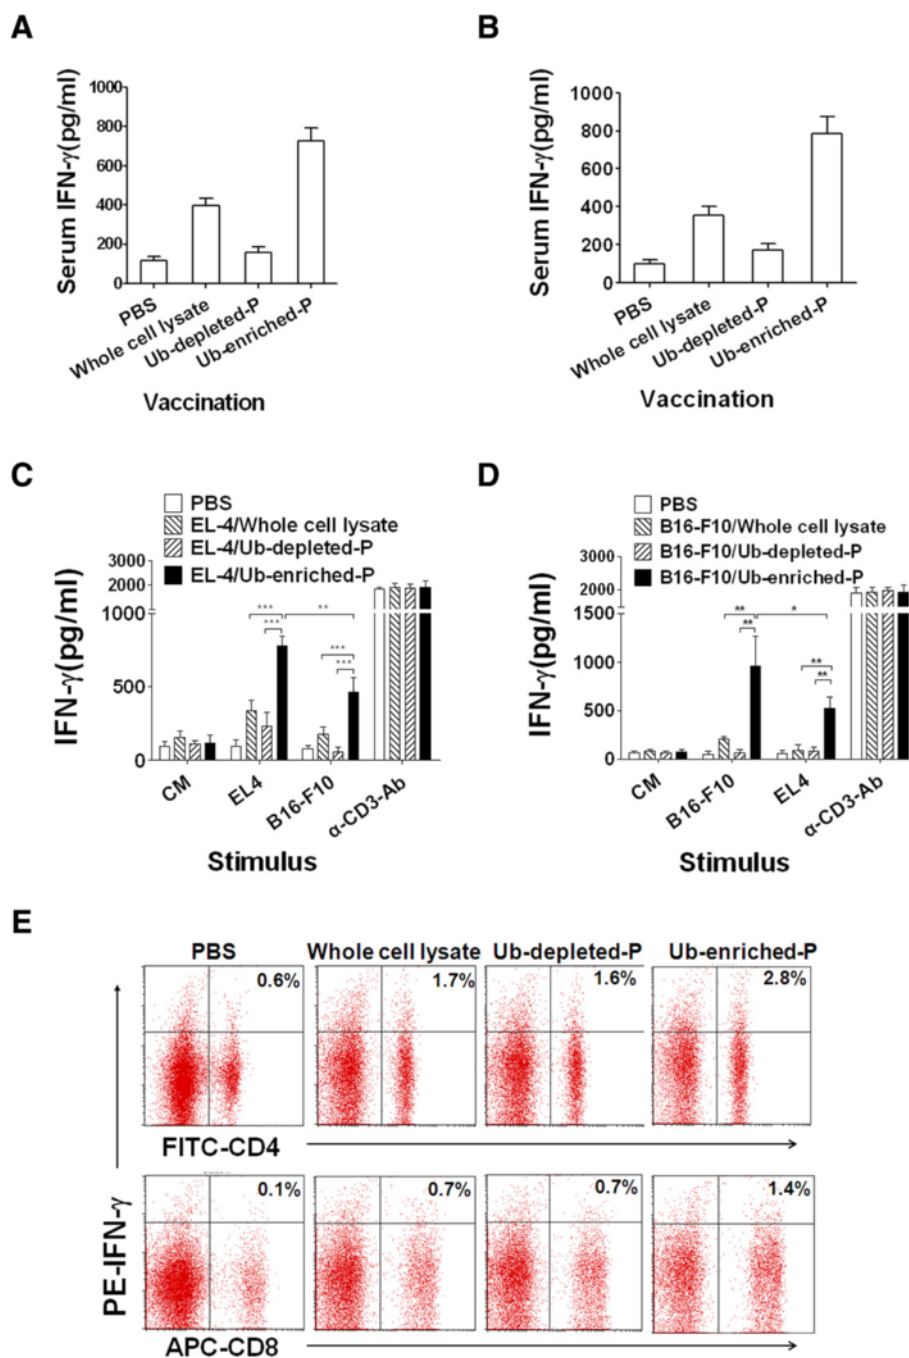 A
B
Serum IFN-γ(pg/ml)
1000
800
600
400
200
0
PBS
Whole cell lysate
Ub-depleted-P
Ub-enriched-P
Vaccination
Serum IFN-γ(pg/ml)
1000
800
600
400
200
0
PBS
Whole cell lysate
Ub-depleted-P
Ub-enriched-P
Vaccination
C
PBS
EL-4/Whole cell lysate
EL-4/Ub-depleted-P
EL-4/Ub-enriched-P
IFN-γ(pg/ml)
3000
2000
1000
500
0
***
***
**
***
***
CM
EL4
B16-F10
α-CD3-Ab
Stimulus
D
PBS
B16-F10/Whole cell lysate
B16-F10/Ub-depleted-P
B16-F10/Ub-enriched-P
IFN-γ(pg/ml)
3000
2000
1500
1000
500
0
**
**
*
**
**
CM
B16-F10
EL4
α-CD3-Ab
Stimulus
E
PBS
Whole cell lysate
Ub-depleted-P
Ub-enriched-P
0.6%
1.7%
1.6%
2.8%
FITC-CD4
0.1%
0.7%
0.7%
1.4%
PE-IFN-γ
APC-CD8